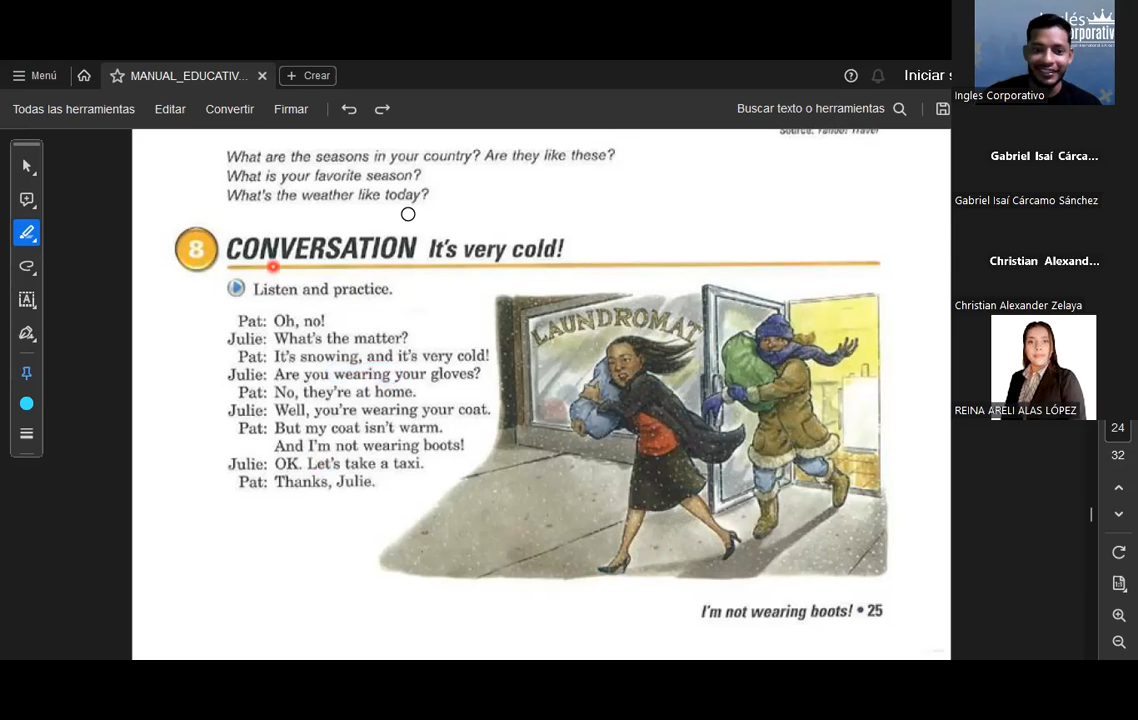 Menú
MANUAL_EDUCATIV...
Crear
Iniciar s
Todas las herramientas
Editar
Convertir
Firmar
Buscar texto o herramientas
Source: Yahoo! Travel
What are the seasons in your country? Are they like these?
What is your favorite season?
What's the weather like today?
8 CONVERSATION It's very cold!
Listen and practice.
Pat: Oh, no!
Julie: What's the matter?
Pat: It's snowing, and it's very cold!
Julie: Are you wearing your gloves?
Pat: No, they're at home.
Julie: Well, you're wearing your coat.
Pat: But my coat isn't warm.
And I'm not wearing boots!
Julie: OK. Let's take a taxi.
Pat: Thanks, Julie.
LAUNDROMAT
I'm not wearing boots! • 25
24
32
Ingles Corporativo
Gabriel Isaí Cárca...
Gabriel Isaí Cárcamo Sánchez
Christian Alexand...
Christian Alexander Zelaya
REINA ARELI ALAS LÓPEZ